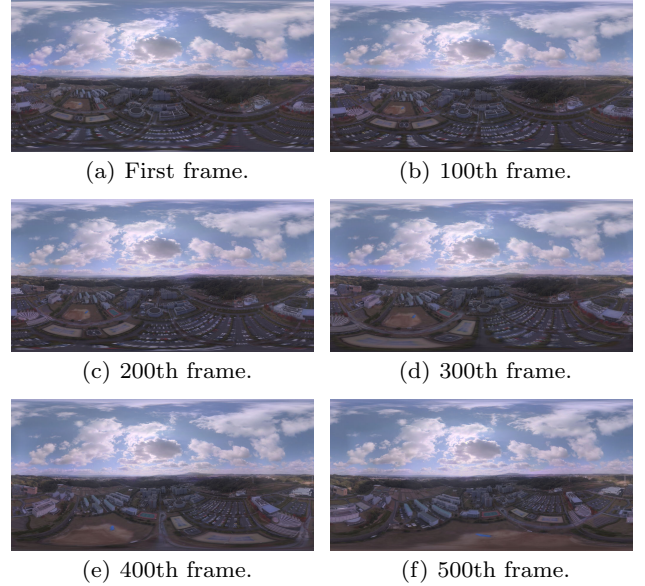 (a) First frame.
(b) 100th frame.
(c) 200th frame.
(d) 300th frame.
(e) 400th frame.
(f) 500th frame.